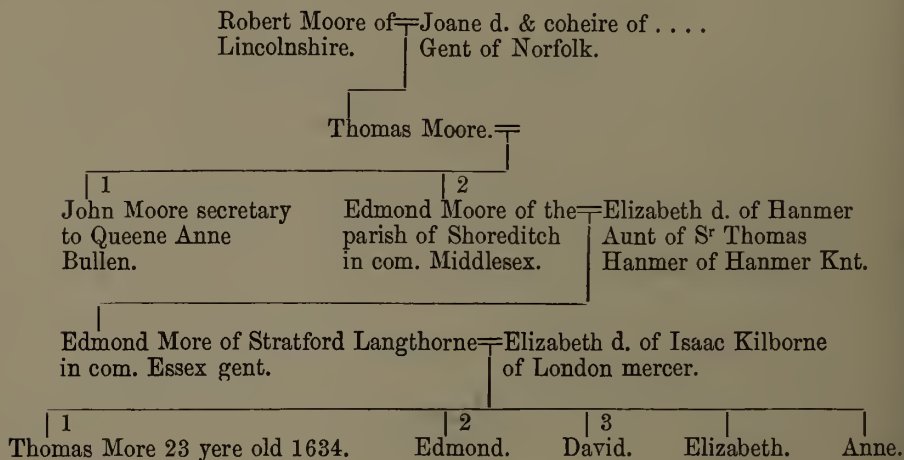 Robert Moore of Joane d. & coheire of . . . .
Lincolnshire. Gent of Norfolk.
Thomas Moore.
1 2
John Moore secretary Edmond Moore of the Elizabeth d. of Hanmer
to Queene Anne parish of Shoreditch Aunt of Sʳ Thomas
Bullen. in com. Middlesex. Hanmer of Hanmer Knt.
Edmond More of Stratford Langthorne Elizabeth d. of Isaac Kilborne
in com. Essex gent. of London mercer.
1 2 3
Thomas More 23 yere old 1634. Edmond. David. Elizabeth. Anne.